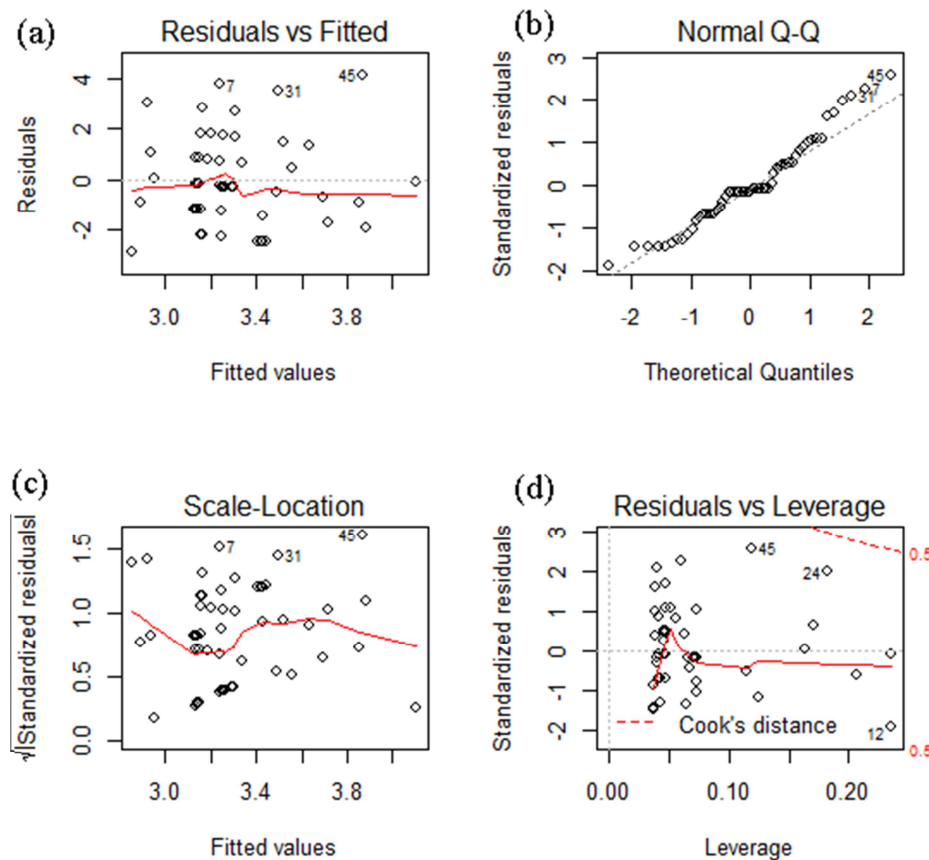 (a)
Residuals vs Fitted
Residuals
4
2
0
-2
7
31
45
3.0
3.4
3.8
Fitted values
(b)
Normal Q-Q
Standardized residuals
3
2
1
0
-1
-2
45
7
31
-2
-1
0
1
2
Theoretical Quantiles
(c)
Scale-Location
√|Standardized residuals|
1.5
1.0
0.5
0.0
7
31
45
3.0
3.4
3.8
Fitted values
(d)
Residuals vs Leverage
Standardized residuals
3
2
1
0
-1
-2
45
24
12
0.5
0.5
Cook's distance
0.00
0.10
0.20
Leverage